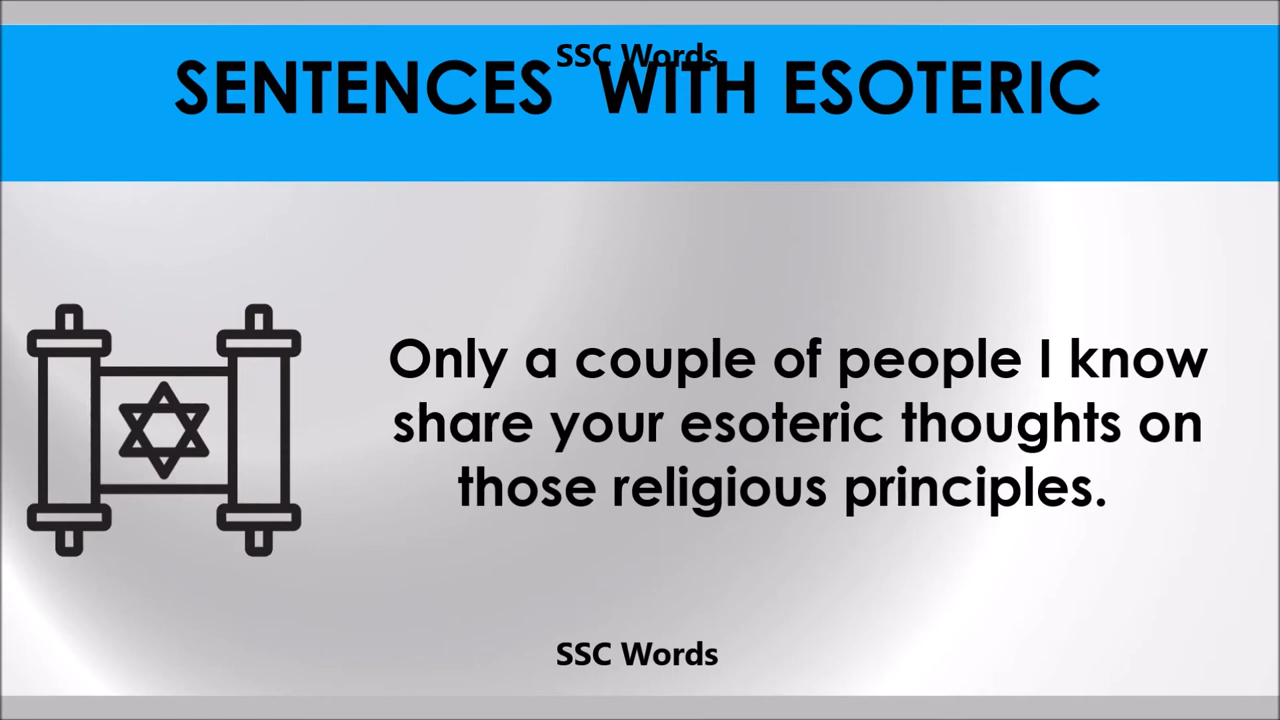 SSC Words
SENTENCES WITH ESOTERIC
Only a couple of people I know
share your esoteric thoughts on
those religious principles.
SSC Words